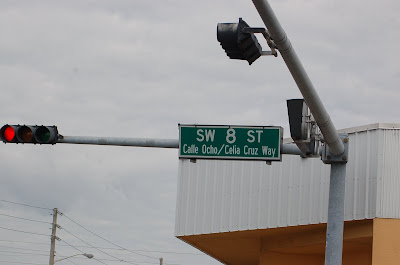 SW 8 ST
Calle Ocho/Celia Cruz Way